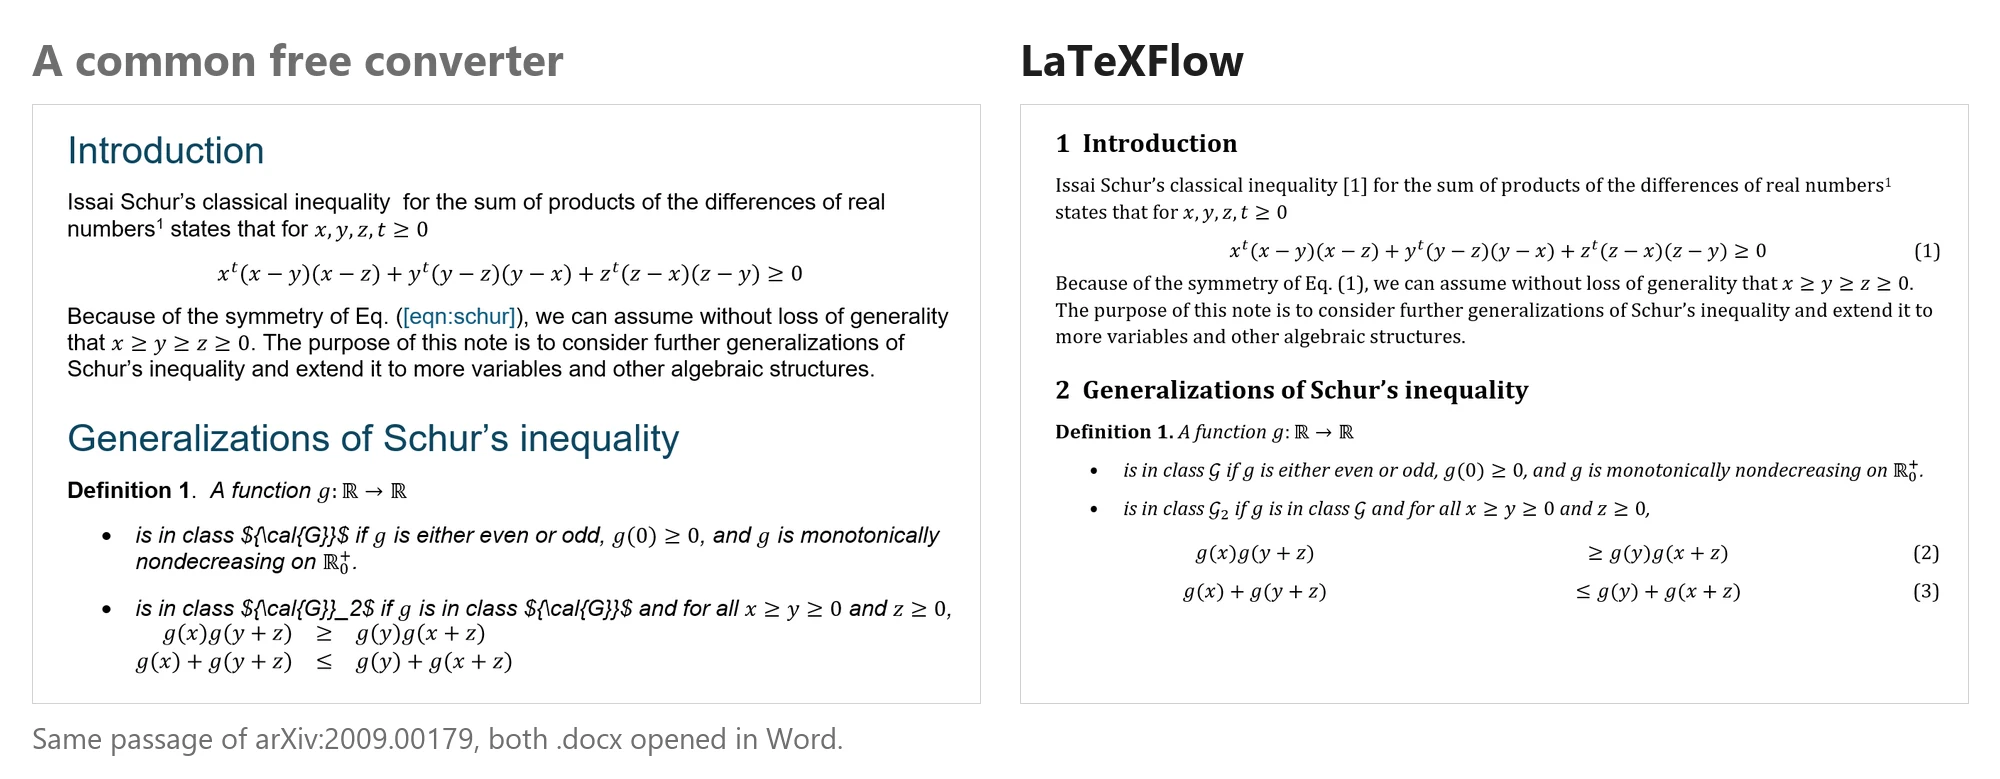 A common free converter
Introduction
Issai Schur’s classical inequality  for the sum of products of the differences of real
numbers¹ states that for x, y, z, t ≥ 0
xᵗ(x − y)(x − z) + yᵗ(y − z)(y − x) + zᵗ(z − x)(z − y) ≥ 0
Because of the symmetry of Eq. ([eqn:schur]), we can assume without loss of generality
that x ≥ y ≥ z ≥ 0. The purpose of this note is to consider further generalizations of
Schur’s inequality and extend it to more variables and other algebraic structures.
Generalizations of Schur’s inequality
Definition 1.  A function g: ℝ → ℝ
• is in class ${\cal{G}}$ if g is either even or odd, g(0) ≥ 0, and g is monotonically
nondecreasing on ℝ₀⁺.
• is in class ${\cal{G}}_2$ if g is in class ${\cal{G}}$ and for all x ≥ y ≥ 0 and z ≥ 0,
g(x)g(y + z) ≥ g(y)g(x + z)
g(x) + g(y + z) ≤ g(y) + g(x + z)
LaTeXFlow
1 Introduction
Issai Schur’s classical inequality [1] for the sum of products of the differences of real numbers¹
states that for x, y, z, t ≥ 0
xᵗ(x − y)(x − z) + yᵗ(y − z)(y − x) + zᵗ(z − x)(z − y) ≥ 0 (1)
Because of the symmetry of Eq. (1), we can assume without loss of generality that x ≥ y ≥ z ≥ 0.
The purpose of this note is to consider further generalizations of Schur’s inequality and extend it to
more variables and other algebraic structures.
2 Generalizations of Schur’s inequality
Definition 1. A function g: ℝ → ℝ
• is in class 𝒢 if g is either even or odd, g(0) ≥ 0, and g is monotonically nondecreasing on ℝ₀⁺.
• is in class 𝒢₂ if g is in class 𝒢 and for all x ≥ y ≥ 0 and z ≥ 0,
g(x)g(y + z) ≥ g(y)g(x + z) (2)
g(x) + g(y + z) ≤ g(y) + g(x + z) (3)
Same passage of arXiv:2009.00179, both .docx opened in Word.